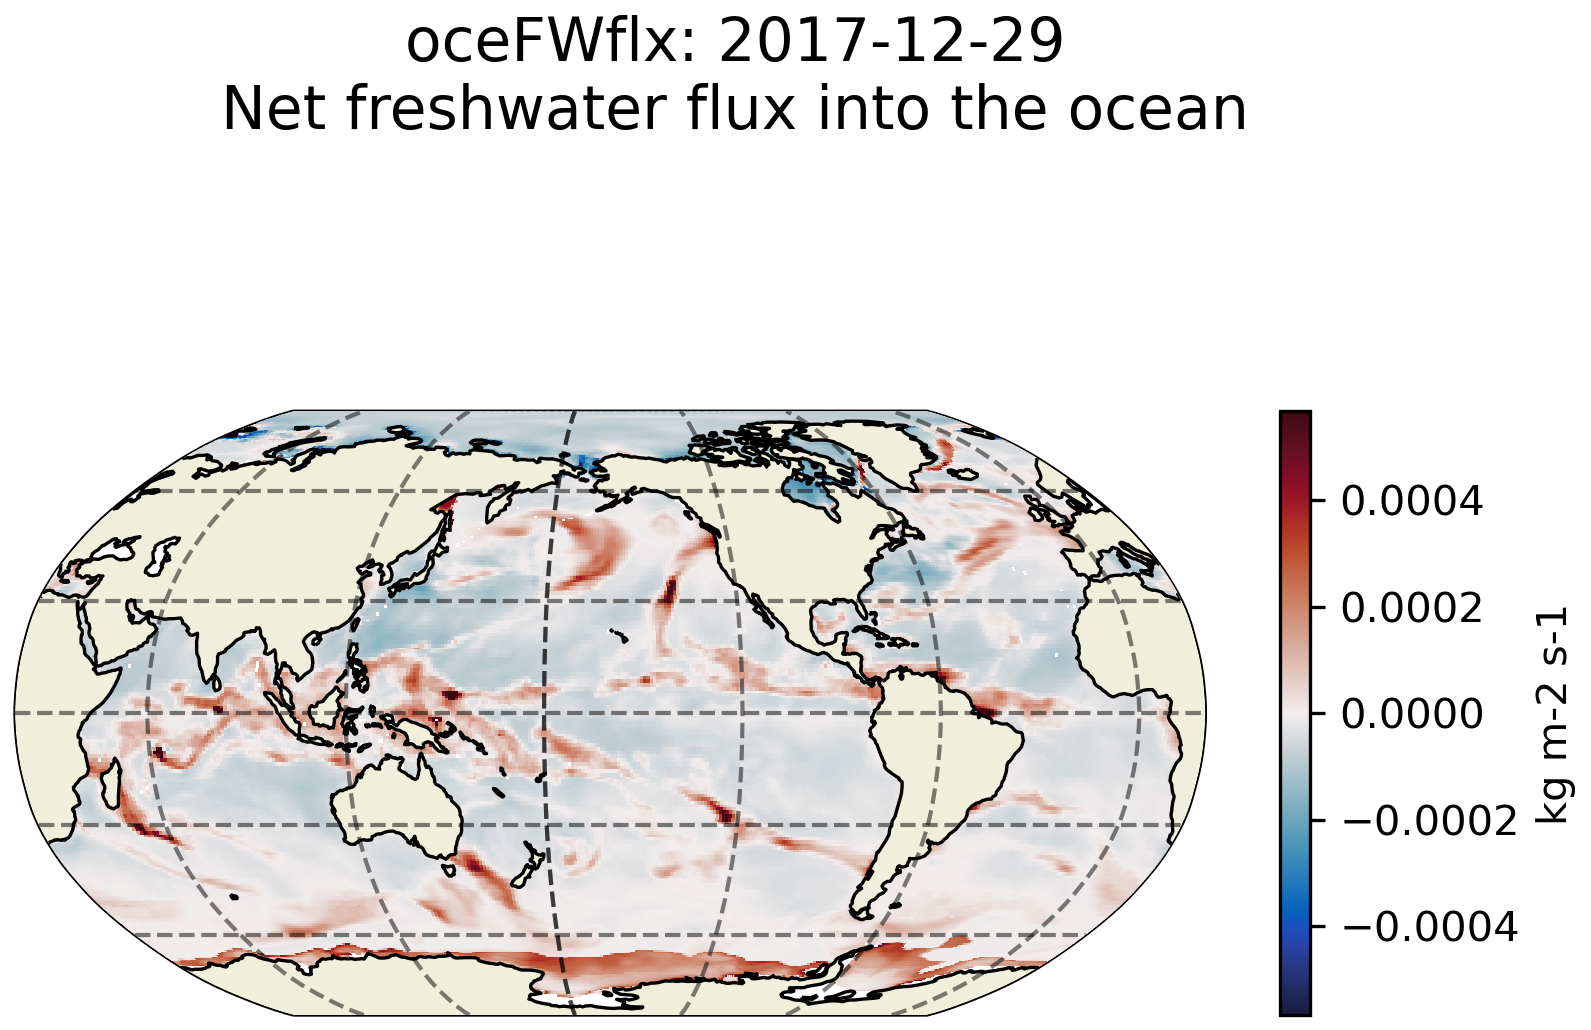 oceFWflx: 2017-12-29
Net freshwater flux into the ocean
0.0004
0.0002
0.0000
−0.0002
−0.0004
kg m-2 s-1